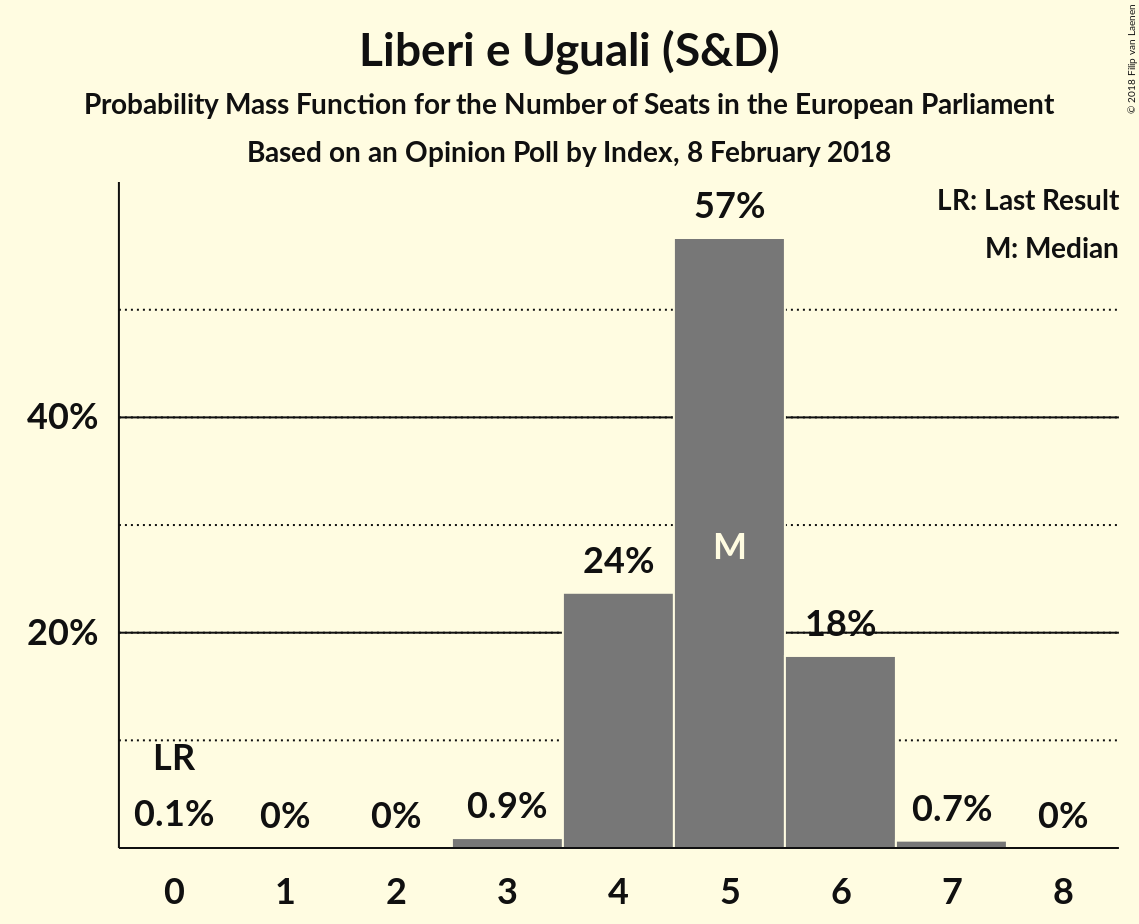 Liberi e Uguali (S&D)
Probability Mass Function for the Number of Seats in the European Parliament
Based on an Opinion Poll by Index, 8 February 2018
© 2018 Filip van Laenen
LR: Last Result
M: Median
57%
40%
24%
M
20%
18%
LR
0.1%
0%
0%
0.9%
0.7%
0%
0
1
2
3
4
5
6
7
8